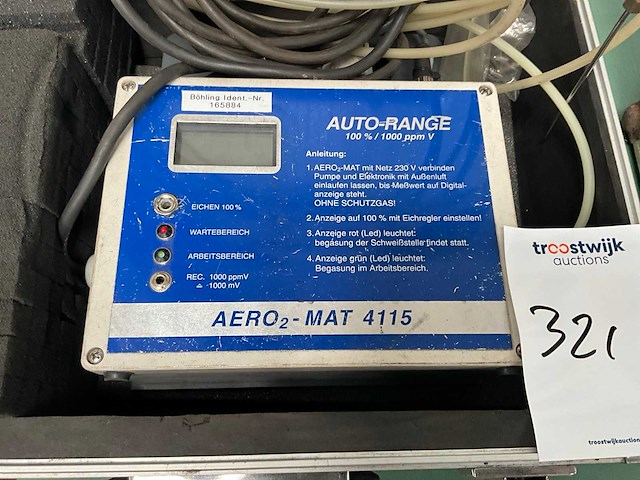 Böhling Ident.-Nr.
165884
AUTO-RANGE
100 % / 1000 ppm V
Anleitung:
1. AERO₂-MAT mit Netz 230 V verbinden
Pumpe und Elektronik mit Außenluft
einlaufen lassen, bis Meßwert auf Digital-
anzeige steht.
OHNE SCHUTZGAS!
2. Anzeige auf 100 % mit Eichregler einstellen!
3. Anzeige rot (Led) leuchtet:
begasung der Schweißstelle findet statt.
4. Anzeige grün (Led) leuchtet:
Begasung im Arbeitsbereich.
EICHEN 100 %
WARTEBEREICH
ARBEITSBEREICH
REC. 1000 ppmV
≙ 1000 mV
AERO₂-MAT 4115
troostwijk
auctions
321
troostwijkauction